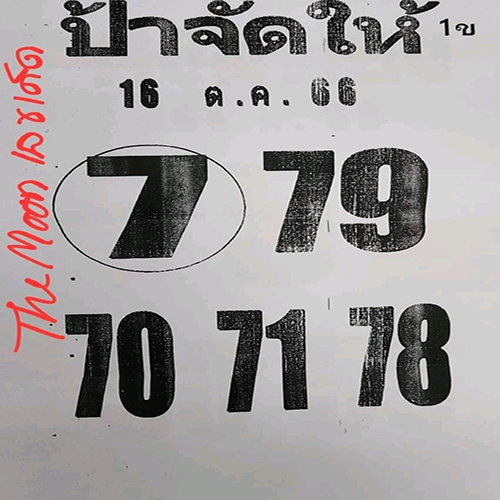 ป้าจัดให้ 1ข
16 ต.ค. 66
7 79
70 71 78
The Moon เลขเด็ด